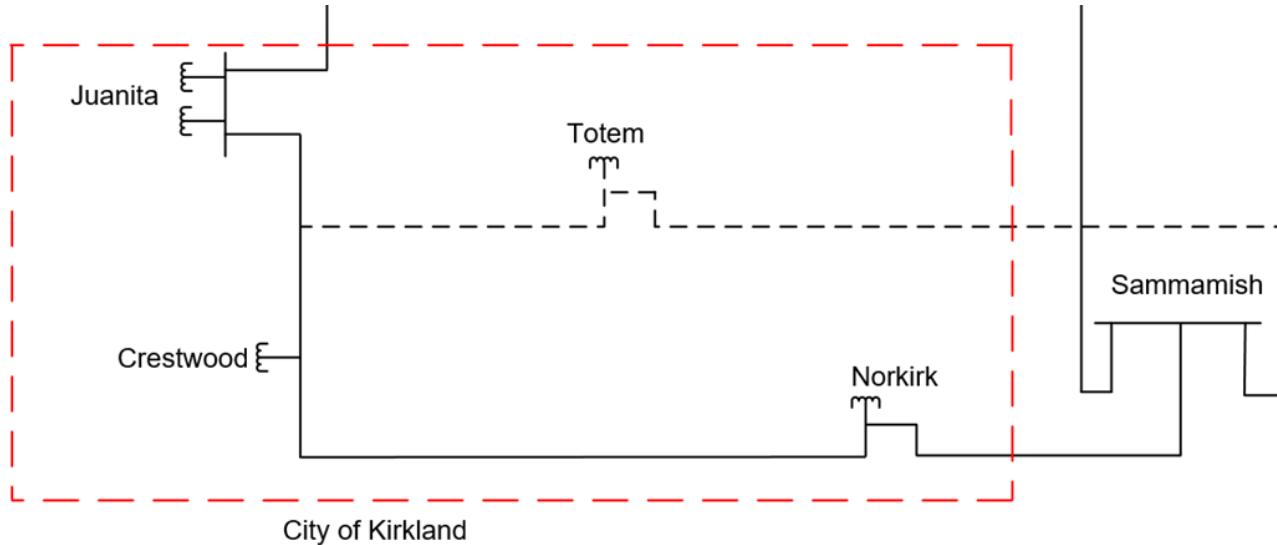 Juanita
Totem
Sammamish
Crestwood
Norkirk
City of Kirkland